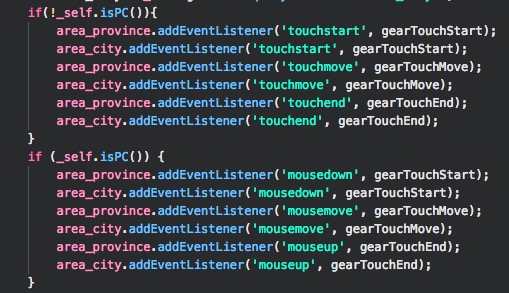 if(!_self.isPC()){
area_province.addEventListener('touchstart', gearTouchStart);
area_city.addEventListener('touchstart', gearTouchStart);
area_province.addEventListener('touchmove', gearTouchMove);
area_city.addEventListener('touchmove', gearTouchMove);
area_province.addEventListener('touchend', gearTouchEnd);
area_city.addEventListener('touchend', gearTouchEnd);
}
if (_self.isPC()) {
area_province.addEventListener('mousedown', gearTouchStart);
area_city.addEventListener('mousedown', gearTouchStart);
area_province.addEventListener('mousemove', gearTouchMove);
area_city.addEventListener('mousemove', gearTouchMove);
area_province.addEventListener('mouseup', gearTouchEnd);
area_city.addEventListener('mouseup', gearTouchEnd);
}